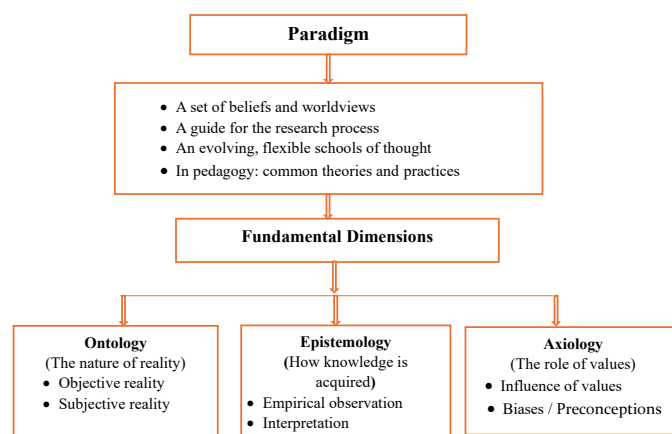 Paradigm
• A set of beliefs and worldviews
• A guide for the research process
• An evolving, flexible schools of thought
• In pedagogy: common theories and practices
Fundamental Dimensions
Ontology
(The nature of reality)
• Objective reality
• Subjective reality
Epistemology
(How knowledge is
acquired)
• Empirical observation
• Interpretation
Axiology
(The role of values)
• Influence of values
• Biases / Preconceptions